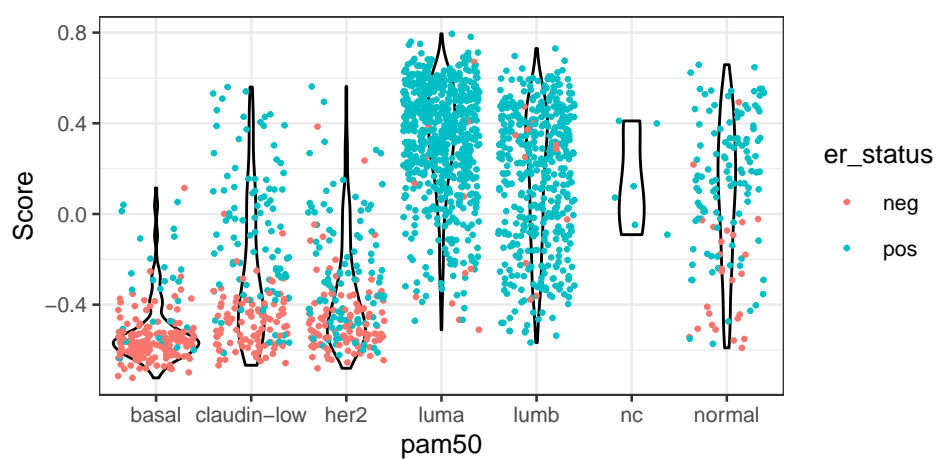 0.8
0.4
0.0
−0.4
Score
basal claudin−low her2 luma lumb nc normal
pam50
er_status
neg
pos